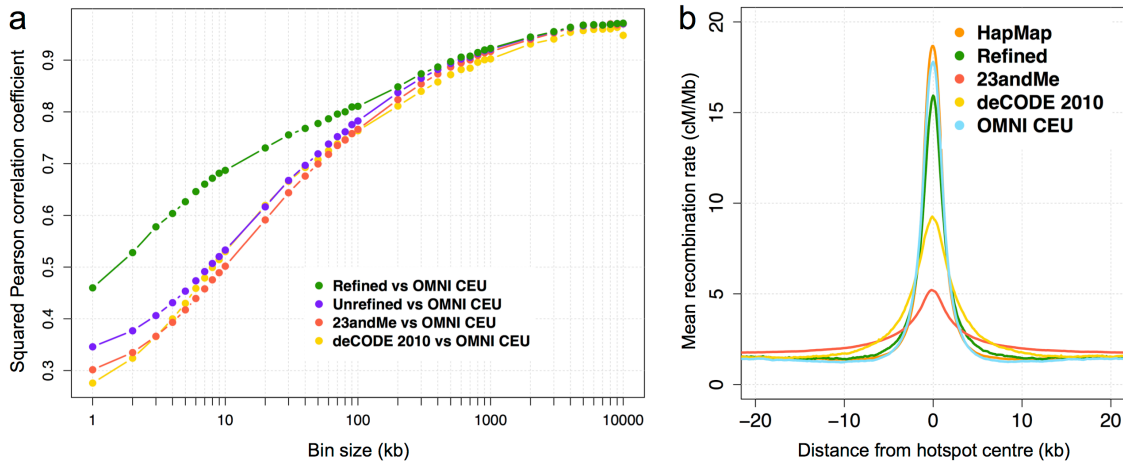 a
Squared Pearson correlation coefficient
0.9
0.8
0.7
0.6
0.5
0.4
0.3
Refined vs OMNI CEU
Unrefined vs OMNI CEU
23andMe vs OMNI CEU
deCODE 2010 vs OMNI CEU
1
10
100
1000
10000
Bin size (kb)
b
Mean recombination rate (cM/Mb)
20
15
10
5
0
HapMap
Refined
23andMe
deCODE 2010
OMNI CEU
-20
-10
0
10
20
Distance from hotspot centre (kb)